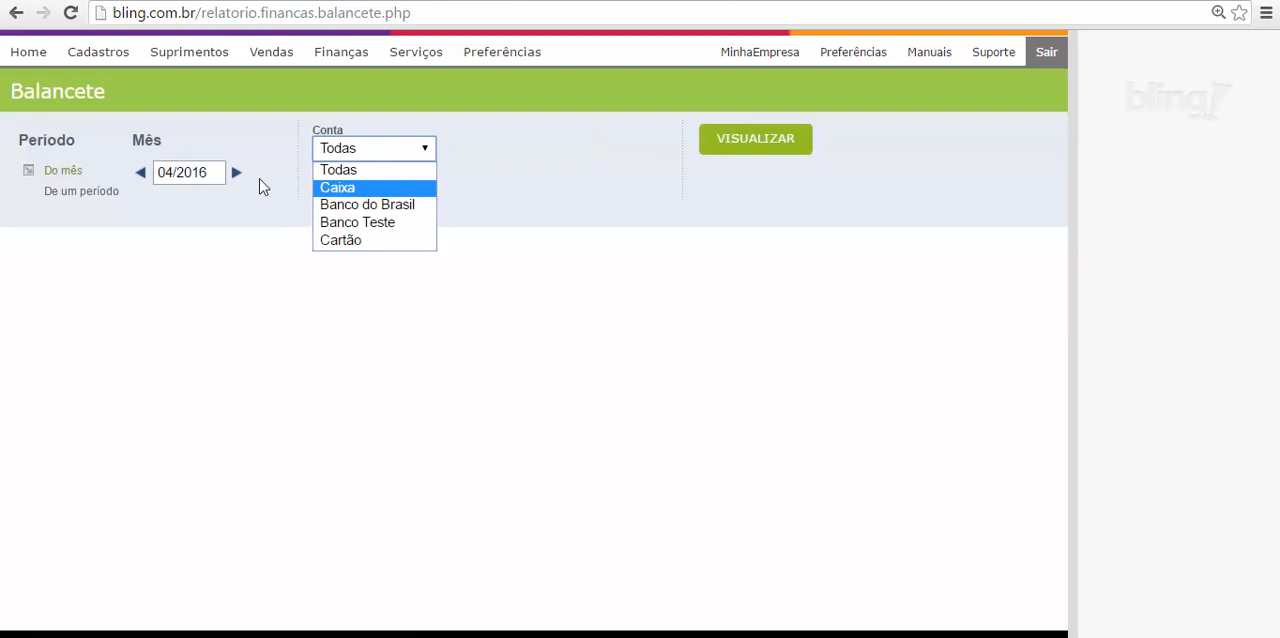 bling.com.br/relatorio.financas.balancete.php
Home Cadastros Suprimentos Vendas Finanças Serviços Preferências MinhaEmpresa Preferências Manuais Suporte Sair
Balancete
bling!
Período Mês Conta
Todas VISUALIZAR
Do mês 04/2016 Todas
De um período Caixa
Banco do Brasil
Banco Teste
Cartão